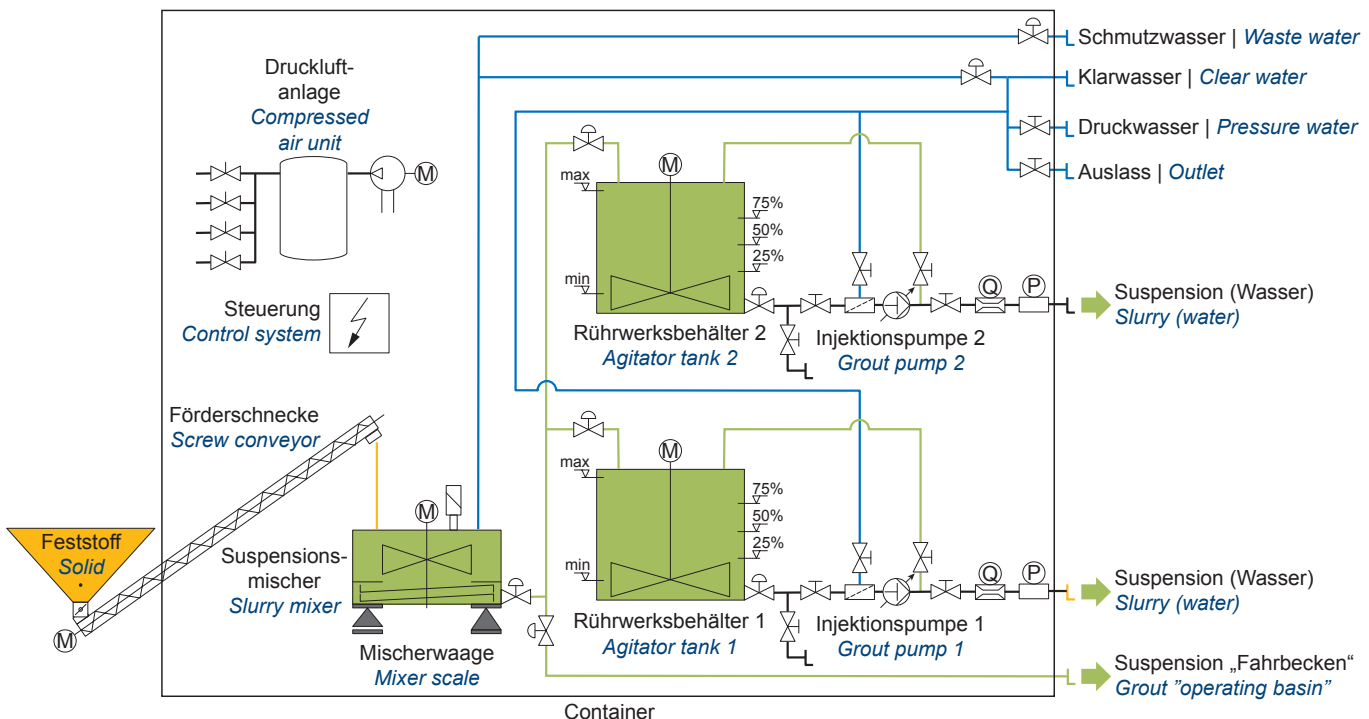 Schmutzwasser | Waste water
Klarwasser | Clear water
Druckwasser | Pressure water
Auslass | Outlet
Druckluft-
anlage
Compressed
air unit
M
Steuerung
Control system
M
max
75%
50%
25%
min
Rührwerksbehälter 2
Agitator tank 2
Injektionspumpe 2
Grout pump 2
Q
P
Suspension (Wasser)
Slurry (water)
Förderschnecke
Screw conveyor
Feststoff
Solid
M
M
Suspensions-
mischer
Slurry mixer
Mischerwaage
Mixer scale
M
max
75%
50%
25%
min
Rührwerksbehälter 1
Agitator tank 1
Injektionspumpe 1
Grout pump 1
Q
P
Suspension (Wasser)
Slurry (water)
Suspension „Fahrbecken“
Grout ”operating basin”
Container